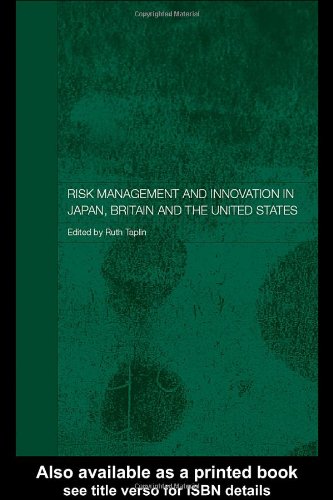 RISK MANAGEMENT AND INNOVATION IN
JAPAN, BRITAIN AND THE UNITED STATES
Edited by Ruth Taplin
Also available as a printed book
see title verso for ISBN details